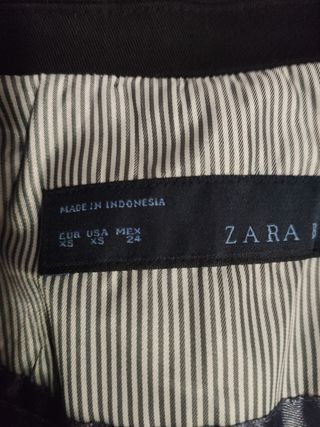 MADE IN INDONESIA
EUR USA MEX
XS XS 24
ZARA